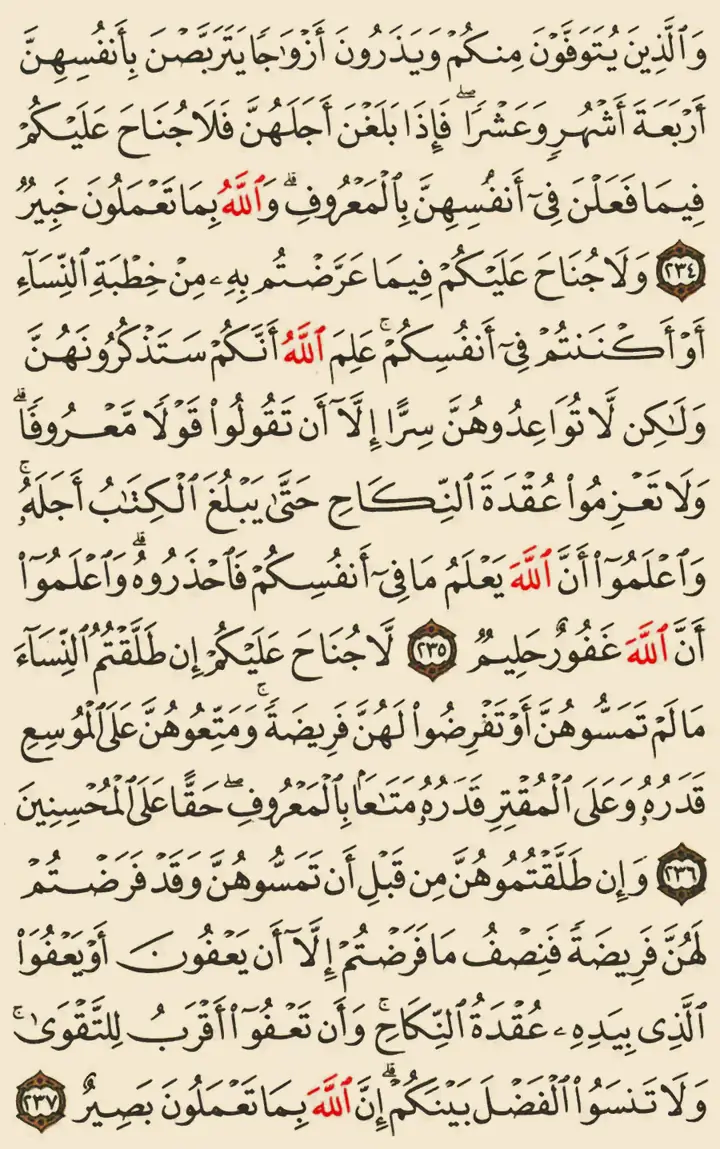 وَٱلَّذِينَ يُتَوَفَّوْنَ مِنكُمْ وَيَذَرُونَ أَزْوَٰجًا يَتَرَبَّصْنَ بِأَنفُسِهِنَّ
أَرْبَعَةَ أَشْهُرٍ وَعَشْرًا ۖ فَإِذَا بَلَغْنَ أَجَلَهُنَّ فَلَا جُنَاحَ عَلَيْكُمْ
فِيمَا فَعَلْنَ فِىٓ أَنفُسِهِنَّ بِٱلْمَعْرُوفِ ۗ وَٱللَّهُ بِمَا تَعْمَلُونَ خَبِيرٌ
٢٣٤ وَلَا جُنَاحَ عَلَيْكُمْ فِيمَا عَرَّضْتُم بِهِۦ مِنْ خِطْبَةِ ٱلنِّسَآءِ
أَوْ أَكْنَنتُمْ فِىٓ أَنفُسِكُمْ ۚ عَلِمَ ٱللَّهُ أَنَّكُمْ سَتَذْكُرُونَهُنَّ
وَلَٰكِن لَّا تُوَاعِدُوهُنَّ سِرًّا إِلَّآ أَن تَقُولُوا۟ قَوْلًا مَّعْرُوفًا ۗ
وَلَا تَعْزِمُوا۟ عُقْدَةَ ٱلنِّكَاحِ حَتَّىٰ يَبْلُغَ ٱلْكِتَٰبُ أَجَلَهُۥ ۚ
وَٱعْلَمُوٓا۟ أَنَّ ٱللَّهَ يَعْلَمُ مَا فِىٓ أَنفُسِكُمْ فَٱحْذَرُوهُ ۚ وَٱعْلَمُوٓا۟
أَنَّ ٱللَّهَ غَفُورٌ حَلِيمٌ ٢٣٥ لَّا جُنَاحَ عَلَيْكُمْ إِن طَلَّقْتُمُ ٱلنِّسَآءَ
مَا لَمْ تَمَسُّوهُنَّ أَوْ تَفْرِضُوا۟ لَهُنَّ فَرِيضَةً ۚ وَمَتِّعُوهُنَّ عَلَى ٱلْمُوسِعِ
قَدَرُهُۥ وَعَلَى ٱلْمُقْتِرِ قَدَرُهُۥ مَتَٰعًۢا بِٱلْمَعْرُوفِ ۖ حَقًّا عَلَى ٱلْمُحْسِنِينَ
٢٣٦ وَإِن طَلَّقْتُمُوهُنَّ مِن قَبْلِ أَن تَمَسُّوهُنَّ وَقَدْ فَرَضْتُمْ
لَهُنَّ فَرِيضَةً فَنِصْفُ مَا فَرَضْتُمْ إِلَّآ أَن يَعْفُونَ أَوْ يَعْفُوَا۟
ٱلَّذِى بِيَدِهِۦ عُقْدَةُ ٱلنِّكَاحِ ۚ وَأَن تَعْفُوٓا۟ أَقْرَبُ لِلتَّقْوَىٰ ۚ
وَلَا تَنسَوُا۟ ٱلْفَضْلَ بَيْنَكُمْ ۚ إِنَّ ٱللَّهَ بِمَا تَعْمَلُونَ بَصِيرٌ ٢٣٧